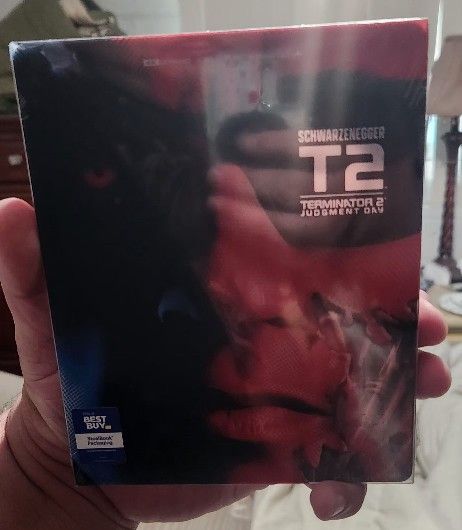 SCHWARZENEGGER
T2
TERMINATOR 2
JUDGMENT DAY
BEST
BUY
SteelBook
Packaging